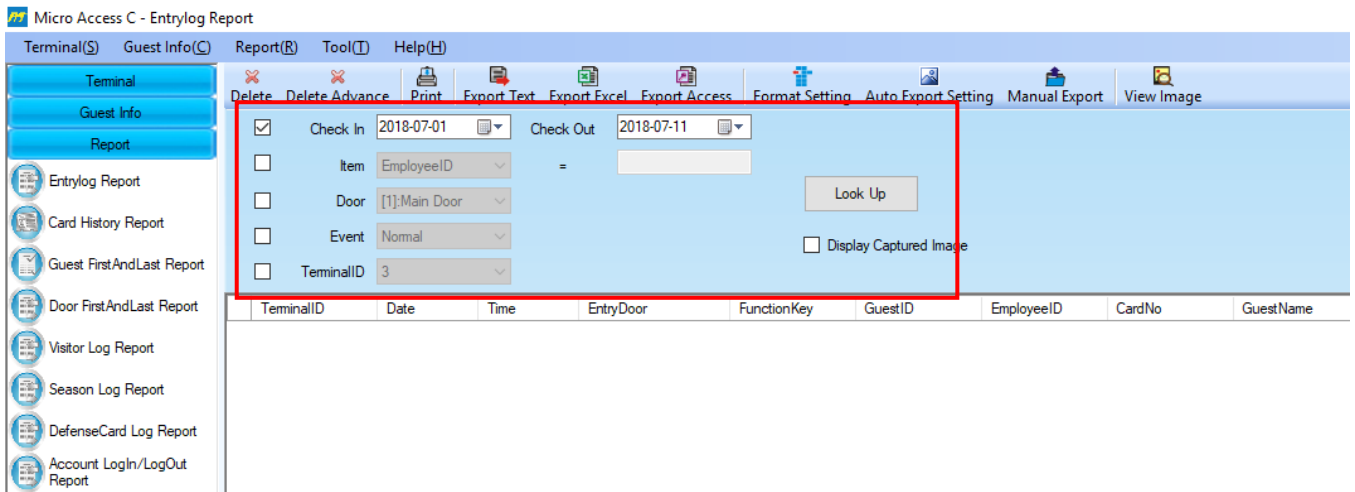 Micro Access C - Entrylog Report
Terminal(S) Guest Info(C) Report(R) Tool(T) Help(H)
Terminal
Guest Info
Report
Entrylog Report
Card History Report
Guest FirstAndLast Report
Door FirstAndLast Report
Visitor Log Report
Season Log Report
DefenseCard Log Report
Account LogIn/LogOut
Report
Delete Delete Advance Print Export Text Export Excel Export Access Format Setting Auto Export Setting Manual Export View Image
Check In 2018-07-01 Check Out 2018-07-11
Item EmployeeID =
Door [1]:Main Door
Event Normal
TerminalID 3
Look Up
Display Captured Image
TerminalID Date Time EntryDoor FunctionKey GuestID EmployeeID CardNo GuestName